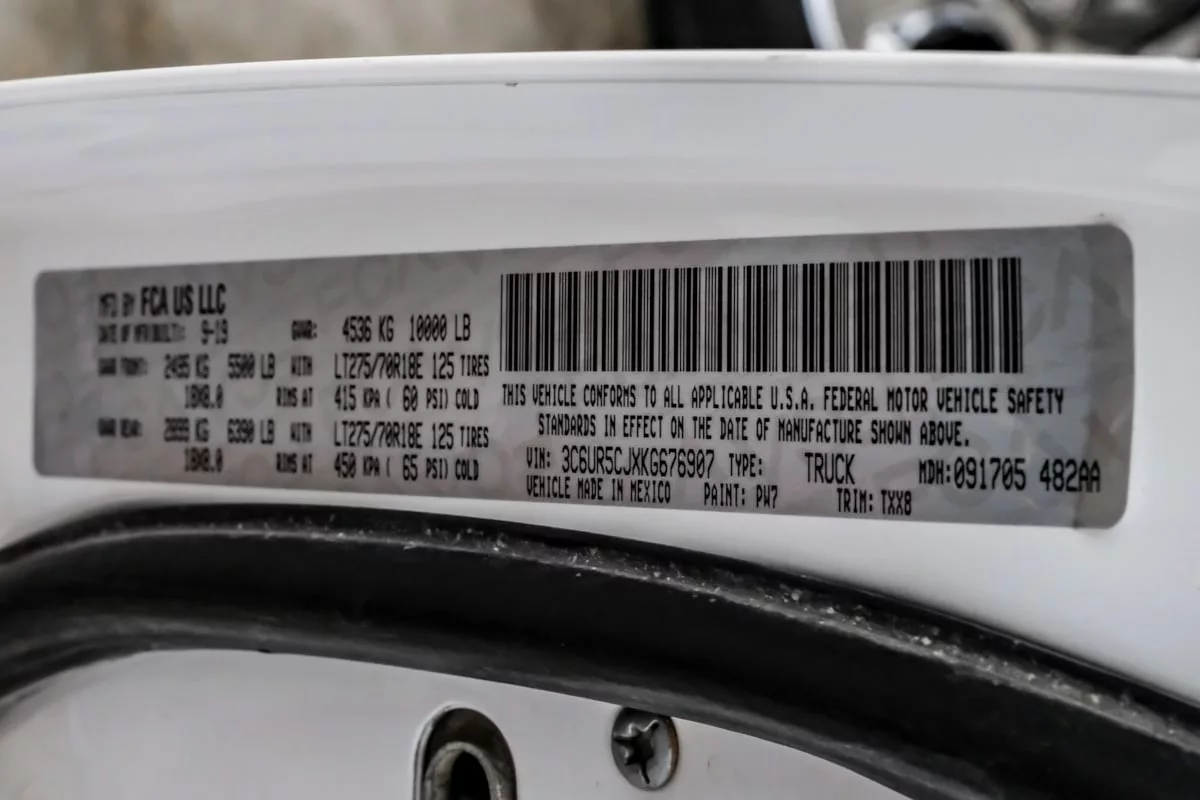 MFD BY FCA US LLC
DATE OF MFR(BUILT): 9-19 GVWR: 4536 KG 10000 LB
GAWR FRONT: 2495 KG 5500 LB WITH LT275/70R18E 125 TIRES
18X8.0 RIMS AT 415 KPA ( 60 PSI) COLD
GAWR REAR: 2899 KG 6390 LB WITH LT275/70R18E 125 TIRES
18X8.0 RIMS AT 450 KPA ( 65 PSI) COLD
THIS VEHICLE CONFORMS TO ALL APPLICABLE U.S.A. FEDERAL MOTOR VEHICLE SAFETY
STANDARDS IN EFFECT ON THE DATE OF MANUFACTURE SHOWN ABOVE.
VIN: 3C6UR5CJXKG676907 TYPE: TRUCK MDH:091705 482AA
VEHICLE MADE IN MEXICO PAINT: PW7 TRIM: TXX8